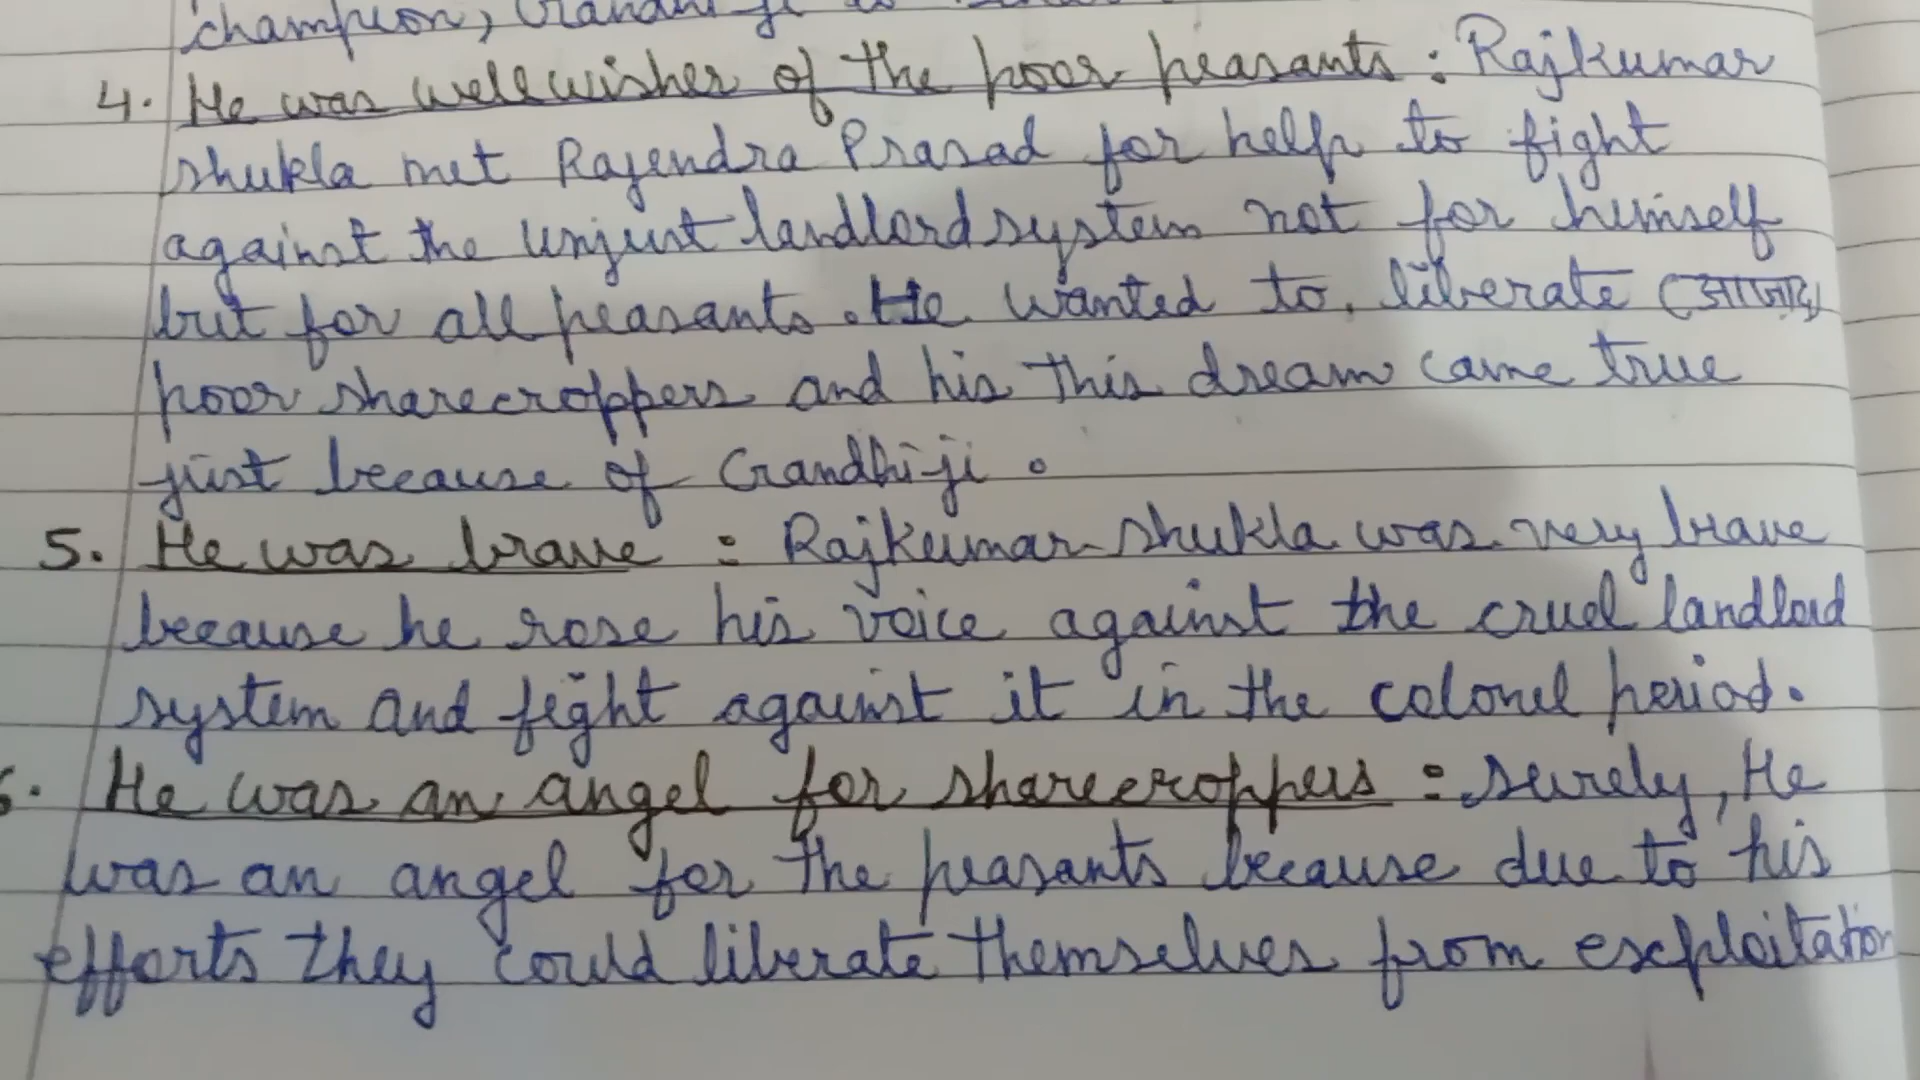 champion, Gandhiji is
4. He was well wisher of the poor peasants : Rajkumar
shukla met Rajendra Prasad for help to fight
against the unjust landlord system not for himself
but for all peasants. He wanted to, liberate (आजाद)
poor sharecroppers and his this dream came true
just because of Gandhiji.
5. He was brave : Rajkumar shukla was very brave
because he rose his voice against the cruel landlord
system and fight against it in the colonel period.
6. He was an angel for sharecroppers : surely, He
was an angel for the peasants because due to his
efforts they could liberate themselves from exploitation